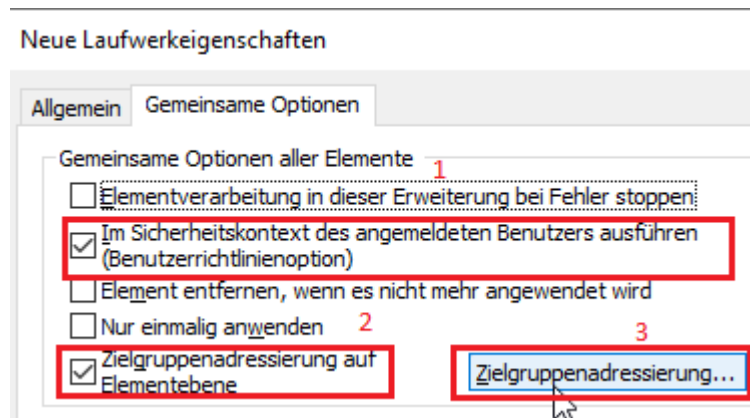 Neue Laufwerkeigenschaften
Allgemein
Gemeinsame Optionen
Gemeinsame Optionen aller Elemente
1
Elementverarbeitung in dieser Erweiterung bei Fehler stoppen
Im Sicherheitskontext des angemeldeten Benutzers ausführen
(Benutzerrichtlinienoption)
Element entfernen, wenn es nicht mehr angewendet wird
Nur einmalig anwenden
2
3
Zielgruppenadressierung auf
Elementebene
Zielgruppenadressierung...